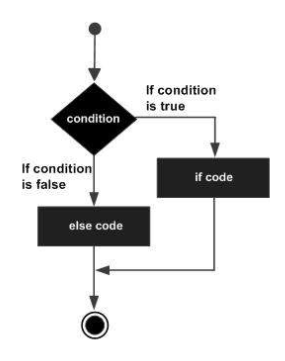 If condition
is true
condition
If condition
is false
if code
else code